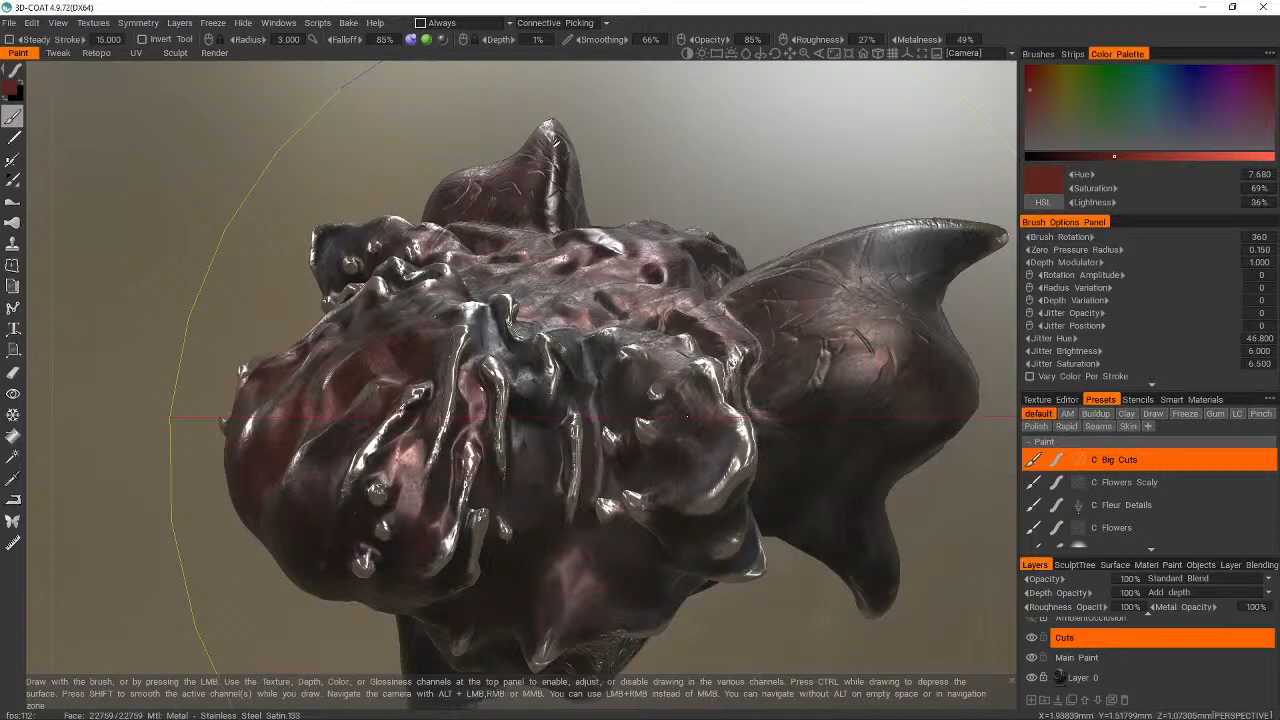 3D-COAT 4.9.72(DX64)
File Edit View Textures Camera Symmetry Layers Freeze Hide Windows Scripts Bake Help Always Connective Picking
Steady Stroke 15.000 Invert Tool Radius 3.000 Falloff 85% Depth 1% Smoothing 66% Opacity 85% Roughness 27% Metalness 49%
Paint Tweak Retopo UV Sculpt Render [Camera]
Brushes Strips Color Palette
Hue 7.680
Saturation 69%
HSL Lightness 36%
Brush Options Panel
Brush Rotation 360
Zero Pressure Radius 0.150
Depth Modulator 1.000
Rotation Amplitude 0
Radius Variation 0
Depth Variation 0
Jitter Opacity 0
Jitter Position 0
Jitter Hue 46.800
Jitter Brightness 6.000
Jitter Saturation 6.500
Vary Color Per Stroke
Texture Editor Presets Stencils Smart Materials
default AM Buildup Clay Draw Freeze Gum LC Pinch
Polish Rapid Seams Skin +
- Paint
C Big Cuts
C Flowers Scaly
C Fleur Details
C Flowers
Layers SculptTree Surface Materi Paint Objects Layer Blending
Opacity 100% Standard Blend
Depth Opacity 100% Add depth
Roughness Opacit 100% Metal Opacity 100%
AmbientOcclusion
Cuts
Main Paint
Layer 0
Draw with the brush, or by pressing the LMB. Use the Texture, Depth, Color, or Glossiness channels at the top panel to enable, adjust, or disable drawing in the various channels. Press CTRL while drawing to depress the
surface. Press SHIFT to smooth the active channel(s) while you draw. Navigate the camera with ALT + LMB,RMB or MMB. You can use LMB+RMB instead of MMB. You can navigate without ALT on empty space or in navigation
zone
fps:112; Face: 22759/22759 Mtl: Metal - Stainless Steel Satin.133 X=1.93839mm Y=1.51799mm Z=1.07305mm [PERSPECTIVE]